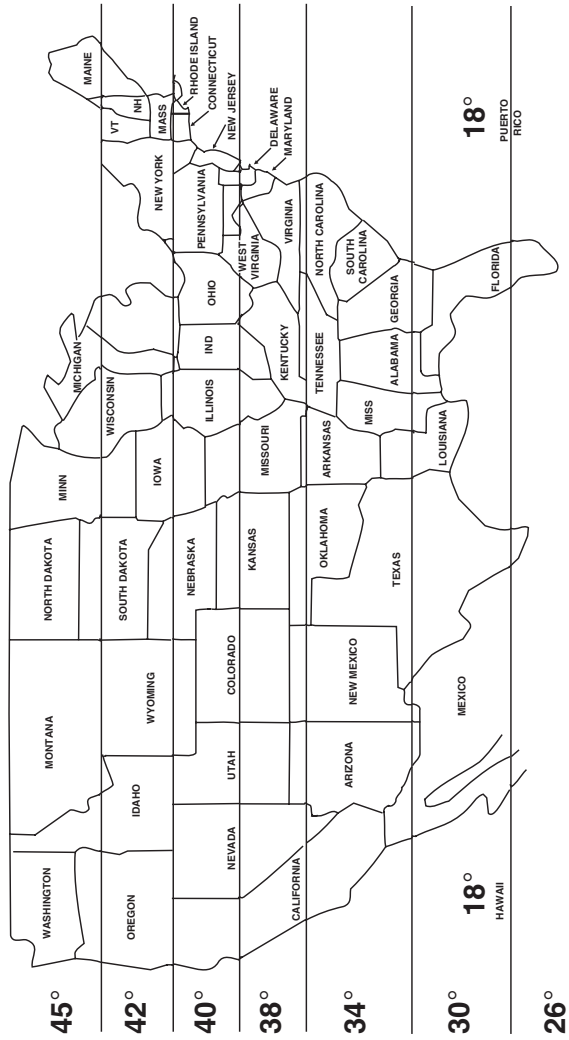 45°
42°
40°
38°
34°
30°
26°
WASHINGTON
MONTANA
NORTH DAKOTA
MINN
MICHIGAN
MAINE
OREGON
IDAHO
WYOMING
SOUTH DAKOTA
WISCONSIN
IOWA
NEW YORK
VT
NH
MASS
RHODE ISLAND
CONNECTICUT
NEW JERSEY
NEVADA
UTAH
COLORADO
NEBRASKA
KANSAS
ILLINOIS
IND
OHIO
PENNSYLVANIA
DELAWARE
MARYLAND
MISSOURI
KENTUCKY
WEST
VIRGINIA
VIRGINIA
CALIFORNIA
ARIZONA
NEW MEXICO
OKLAHOMA
ARKANSAS
TENNESSEE
NORTH CAROLINA
SOUTH
CAROLINA
TEXAS
MISS
ALABAMA
GEORGIA
LOUISIANA
FLORIDA
MEXICO
18°
HAWAII
18°
PUERTO
RICO